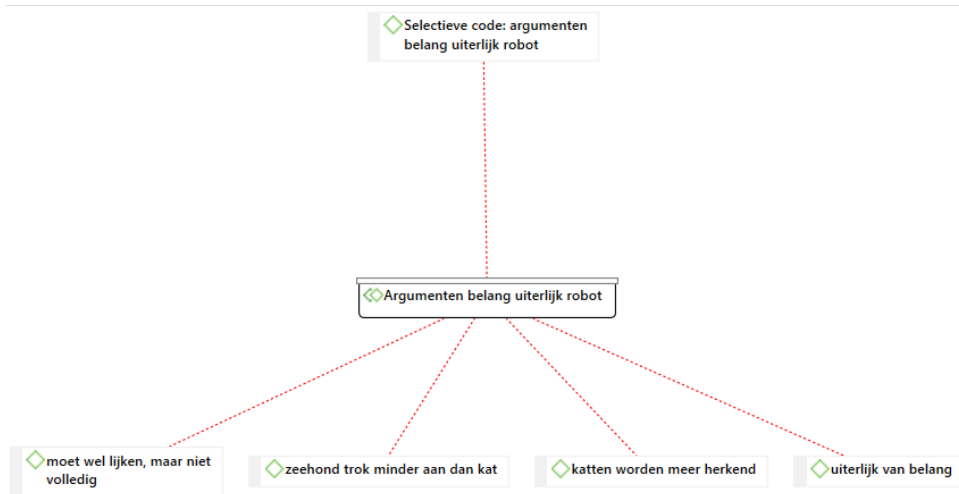 Selectieve code: argumenten
belang uiterlijk robot
Argumenten belang uiterlijk robot
moet wel lijken, maar niet
volledig
zeehond trok minder aan dan kat
katten worden meer herkend
uiterlijk van belang